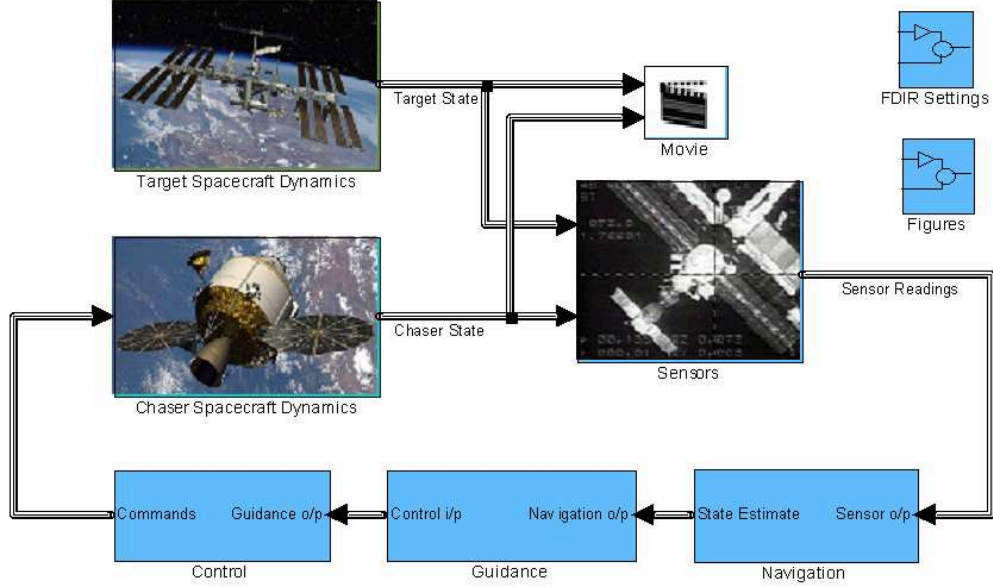 Target State
FDIR Settings
Movie
Target Spacecraft Dynamics
Figures
Sensor Readings
Chaser State
Sensors
Chaser Spacecraft Dynamics
Commands
Guidance o/p
Control i/p
Navigation o/p
State Estimate
Sensor o/p
Control
Guidance
Navigation